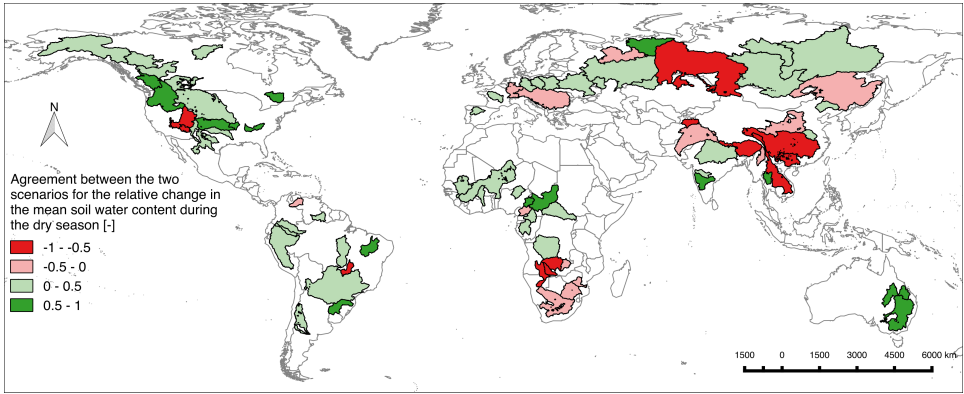 N
Agreement between the two
scenarios for the relative change in
the mean soil water content during
the dry season [-]
-1 - -0.5
-0.5 - 0
0 - 0.5
0.5 - 1
1500 0 1500 3000 4500 6000 km